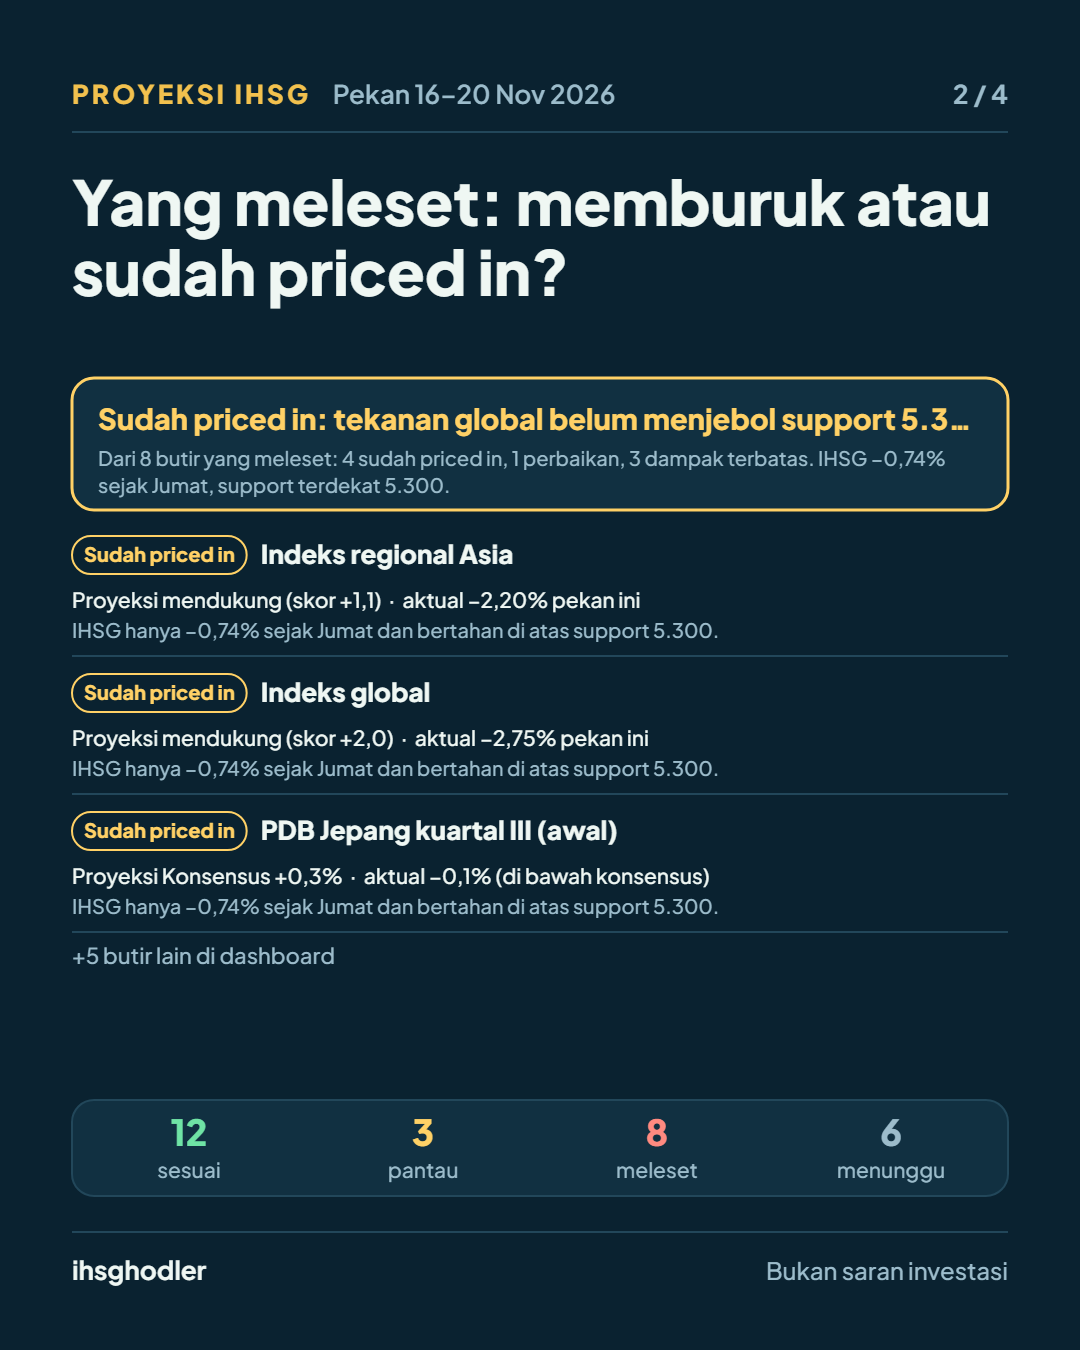 PROYEKSI IHSG Pekan 16–20 Nov 2026 2 / 4
Yang meleset: memburuk atau
sudah priced in?
Sudah priced in: tekanan global belum menjebol support 5.3...
Dari 8 butir yang meleset: 4 sudah priced in, 1 perbaikan, 3 dampak terbatas. IHSG −0,74%
sejak Jumat, support terdekat 5.300.
Sudah priced in Indeks regional Asia
Proyeksi mendukung (skor +1,1) · aktual −2,20% pekan ini
IHSG hanya −0,74% sejak Jumat dan bertahan di atas support 5.300.
Sudah priced in Indeks global
Proyeksi mendukung (skor +2,0) · aktual −2,75% pekan ini
IHSG hanya −0,74% sejak Jumat dan bertahan di atas support 5.300.
Sudah priced in PDB Jepang kuartal III (awal)
Proyeksi Konsensus +0,3% · aktual −0,1% (di bawah konsensus)
IHSG hanya −0,74% sejak Jumat dan bertahan di atas support 5.300.
+5 butir lain di dashboard
12 3 8 6
sesuai pantau meleset menunggu
ihsghodler Bukan saran investasi